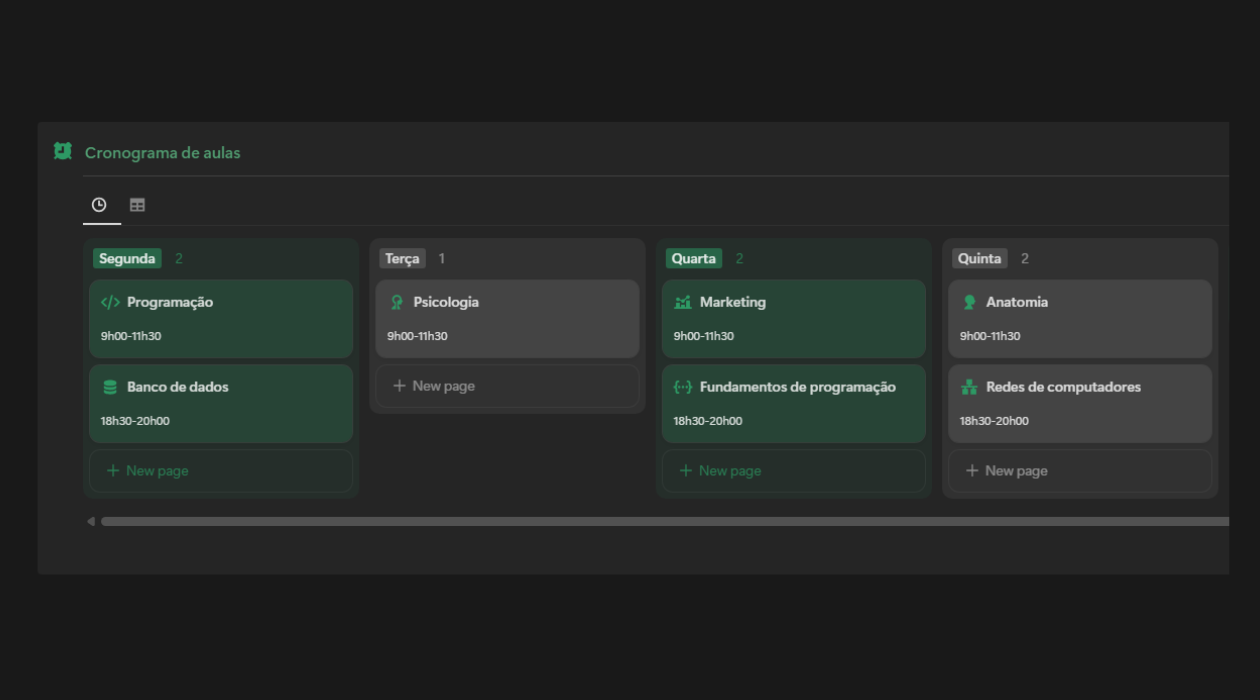 Cronograma de aulas
Segunda 2
Programação
9h00-11h30
Banco de dados
18h30-20h00
+ New page
Terça 1
Psicologia
9h00-11h30
+ New page
Quarta 2
Marketing
9h00-11h30
Fundamentos de programação
18h30-20h00
+ New page
Quinta 2
Anatomia
9h00-11h30
Redes de computadores
18h30-20h00
+ New page